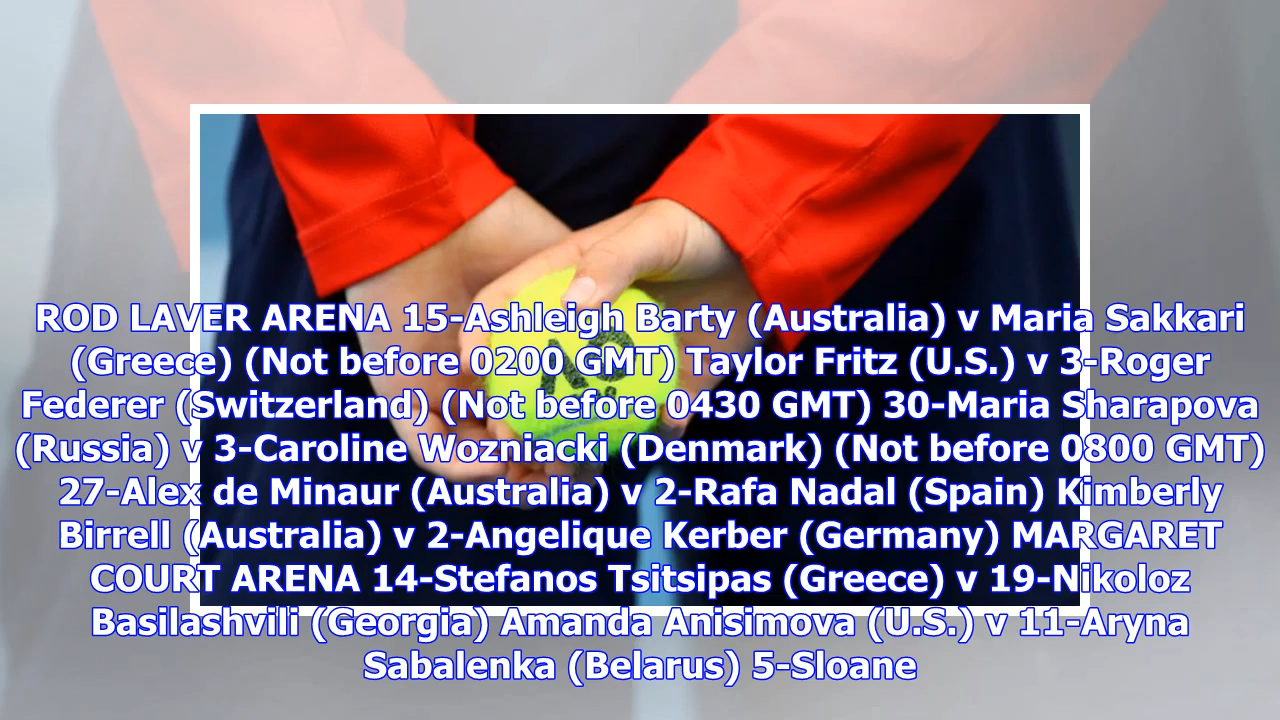 ROD LAVER ARENA 15-Ashleigh Barty (Australia) v Maria Sakkari
(Greece) (Not before 0200 GMT) Taylor Fritz (U.S.) v 3-Roger
Federer (Switzerland) (Not before 0430 GMT) 30-Maria Sharapova
(Russia) v 3-Caroline Wozniacki (Denmark) (Not before 0800 GMT)
27-Alex de Minaur (Australia) v 2-Rafa Nadal (Spain) Kimberly
Birrell (Australia) v 2-Angelique Kerber (Germany) MARGARET
COURT ARENA 14-Stefanos Tsitsipas (Greece) v 19-Nikoloz
Basilashvili (Georgia) Amanda Anisimova (U.S.) v 11-Aryna
Sabalenka (Belarus) 5-Sloane